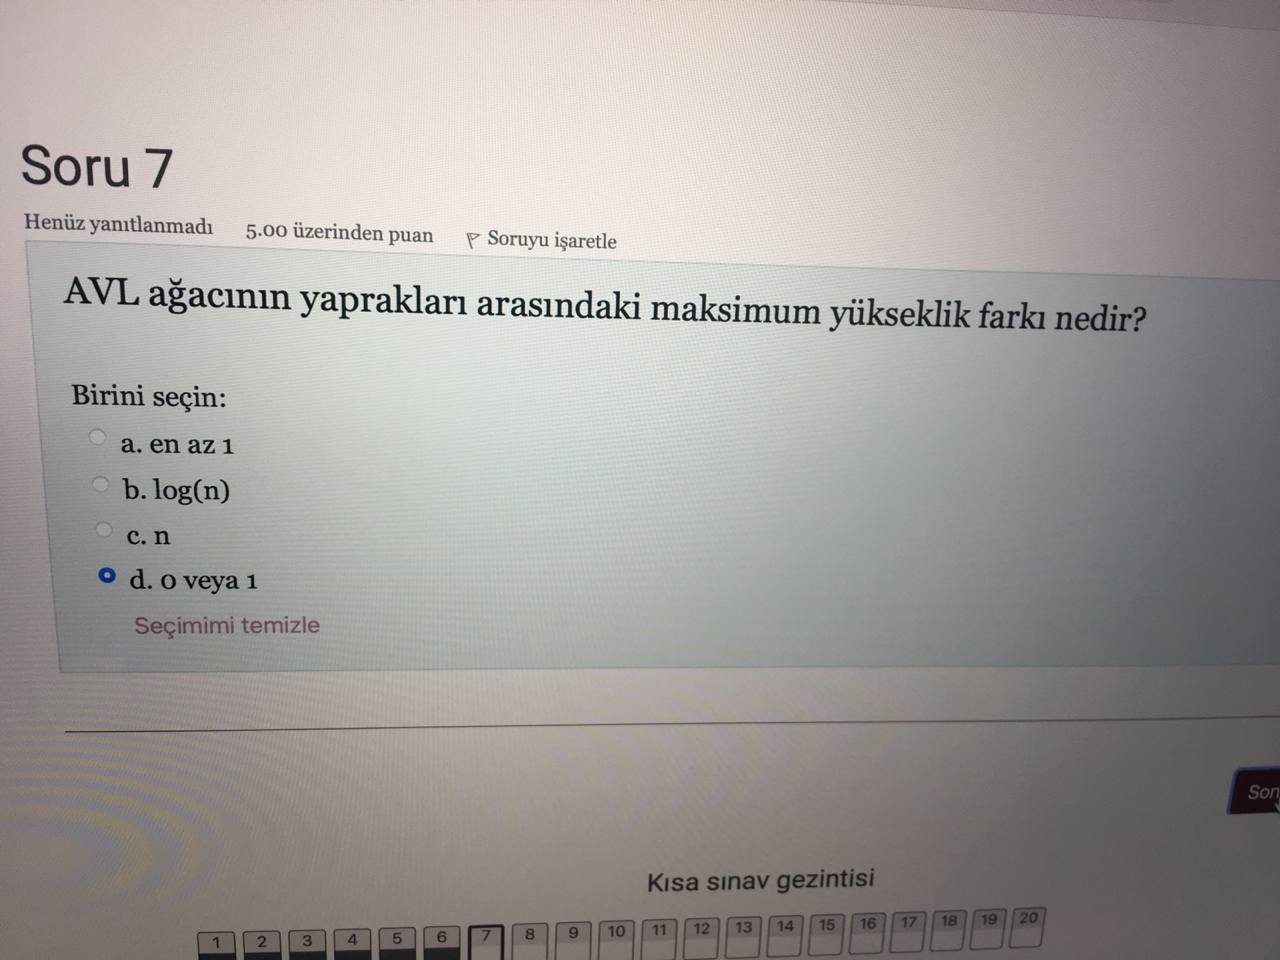 Soru 7
Henüz yanıtlanmadı 5.00 üzerinden puan Soruyu işaretle
AVL ağacının yaprakları arasındaki maksimum yükseklik farkı nedir?
Birini seçin:
a. en az 1
b. log(n)
c. n
d. 0 veya 1
Seçimimi temizle
Son
Kısa sınav gezintisi
1 2 3 4 5 6 7 8 9 10 11 12 13 14 15 16 17 18 19 20